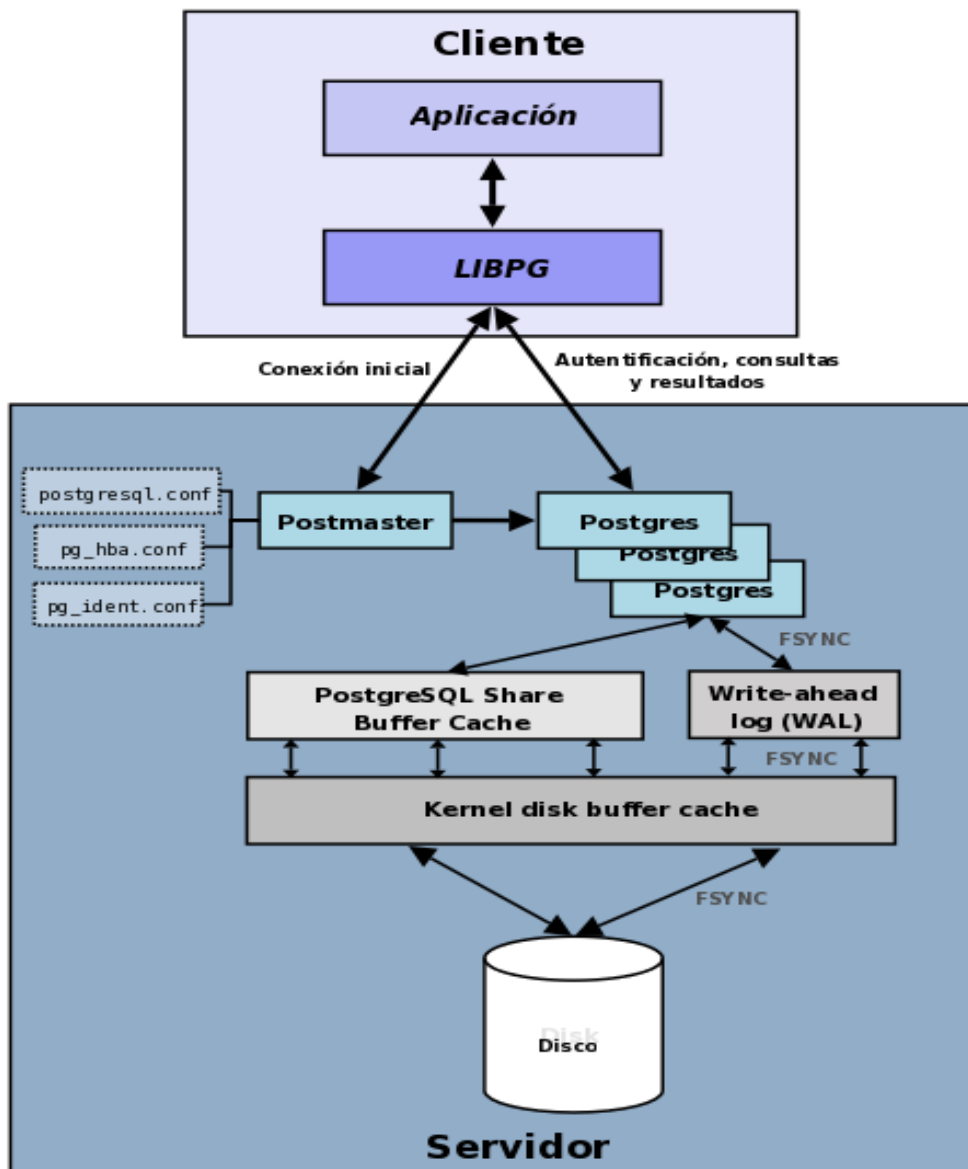 Cliente
Aplicación
LIBPG
Conexión inicial
Autentificación, consultas
y resultados
postgresql.conf
pg_hba.conf
pg_ident.conf
Postmaster
Postgres
Postgres
Postgres
FSYNC
PostgreSQL Share
Buffer Cache
Write-ahead
log (WAL)
FSYNC
Kernel disk buffer cache
FSYNC
Disk
Disco
Servidor